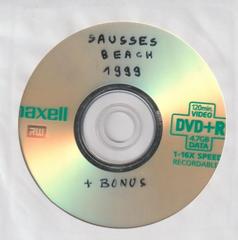 SAUSSES
BEACH
1999
maxell
RW
120min
VIDEO
DVD+R
4.7GB
DATA
1-16X SPEED
RECORDABLE
+ BONUS